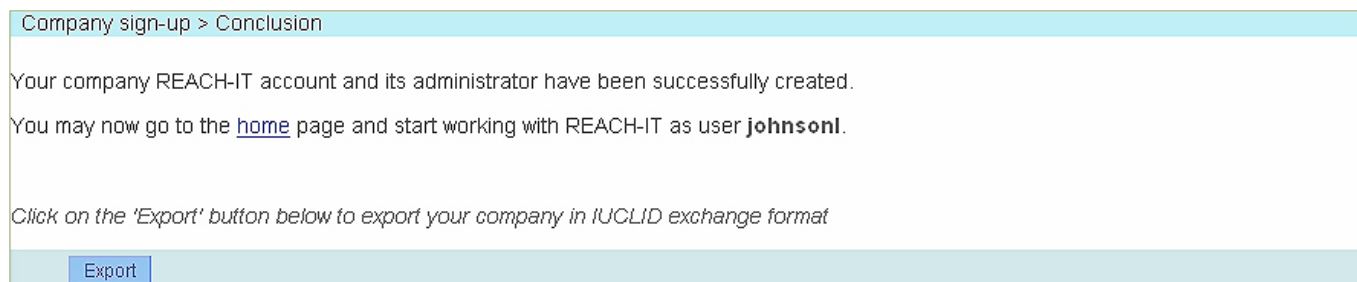 Company sign-up > Conclusion
Your company REACH-IT account and its administrator have been successfully created.
You may now go to the home page and start working with REACH-IT as user johnsonl.
Click on the 'Export' button below to export your company in IUCLID exchange format
Export